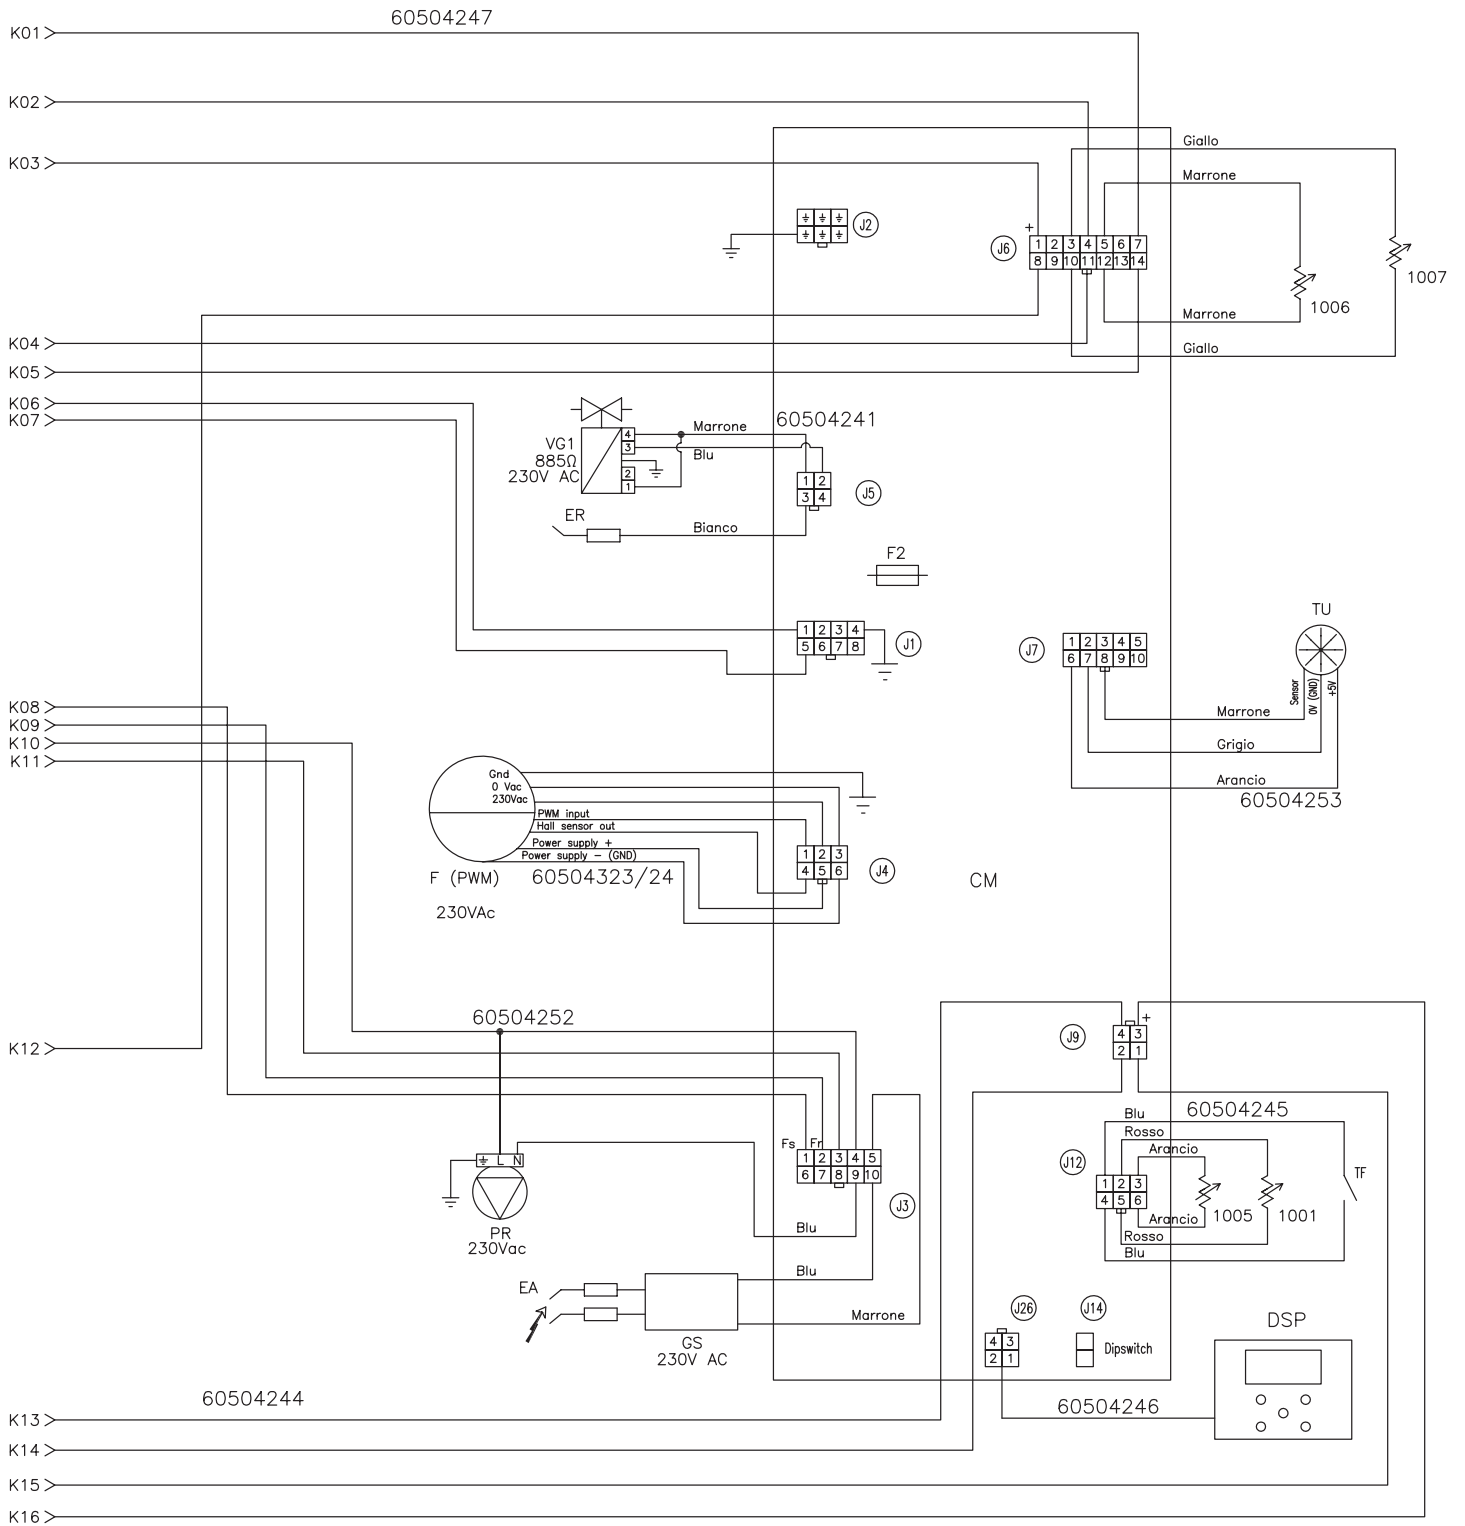 60504247
K01
K02
K03
Giallo
Marrone
J2
+
J6
1 2 3 4 5 6 7
8 9 10 11 12 13 14
1007
1006
Marrone
Giallo
K04
K05
K06
K07
60504241
Marrone
VG1
885Ω
230V AC
4
3
2
1
Blu
1 2
3 4
J5
ER
Bianco
F2
TU
1 2 3 4
5 6 7 8
J1
J7
1 2 3 4 5
6 7 8 9 10
Sensor
0V (GND)
+5V
Marrone
Grigio
Arancio
60504253
K08
K09
K10
K11
Gnd
0 Vac
230Vac
PWM input
Hall sensor out
Power supply +
Power supply – (GND)
F (PWM)
60504323/24
230VAc
1 2 3
4 5 6
J4
CM
60504252
K12
J9
+
4 3
2 1
Blu
60504245
Rosso
Arancio
Fs
Fr
1 2 3 4 5
6 7 8 9 10
J3
L N
PR
230Vac
Blu
J12
1 2 3
4 5 6
1005
1001
TF
Arancio
Rosso
Blu
EA
Blu
Marrone
GS
230V AC
J26
4 3
2 1
J14
Dipswitch
DSP
60504246
60504244
K13
K14
K15
K16